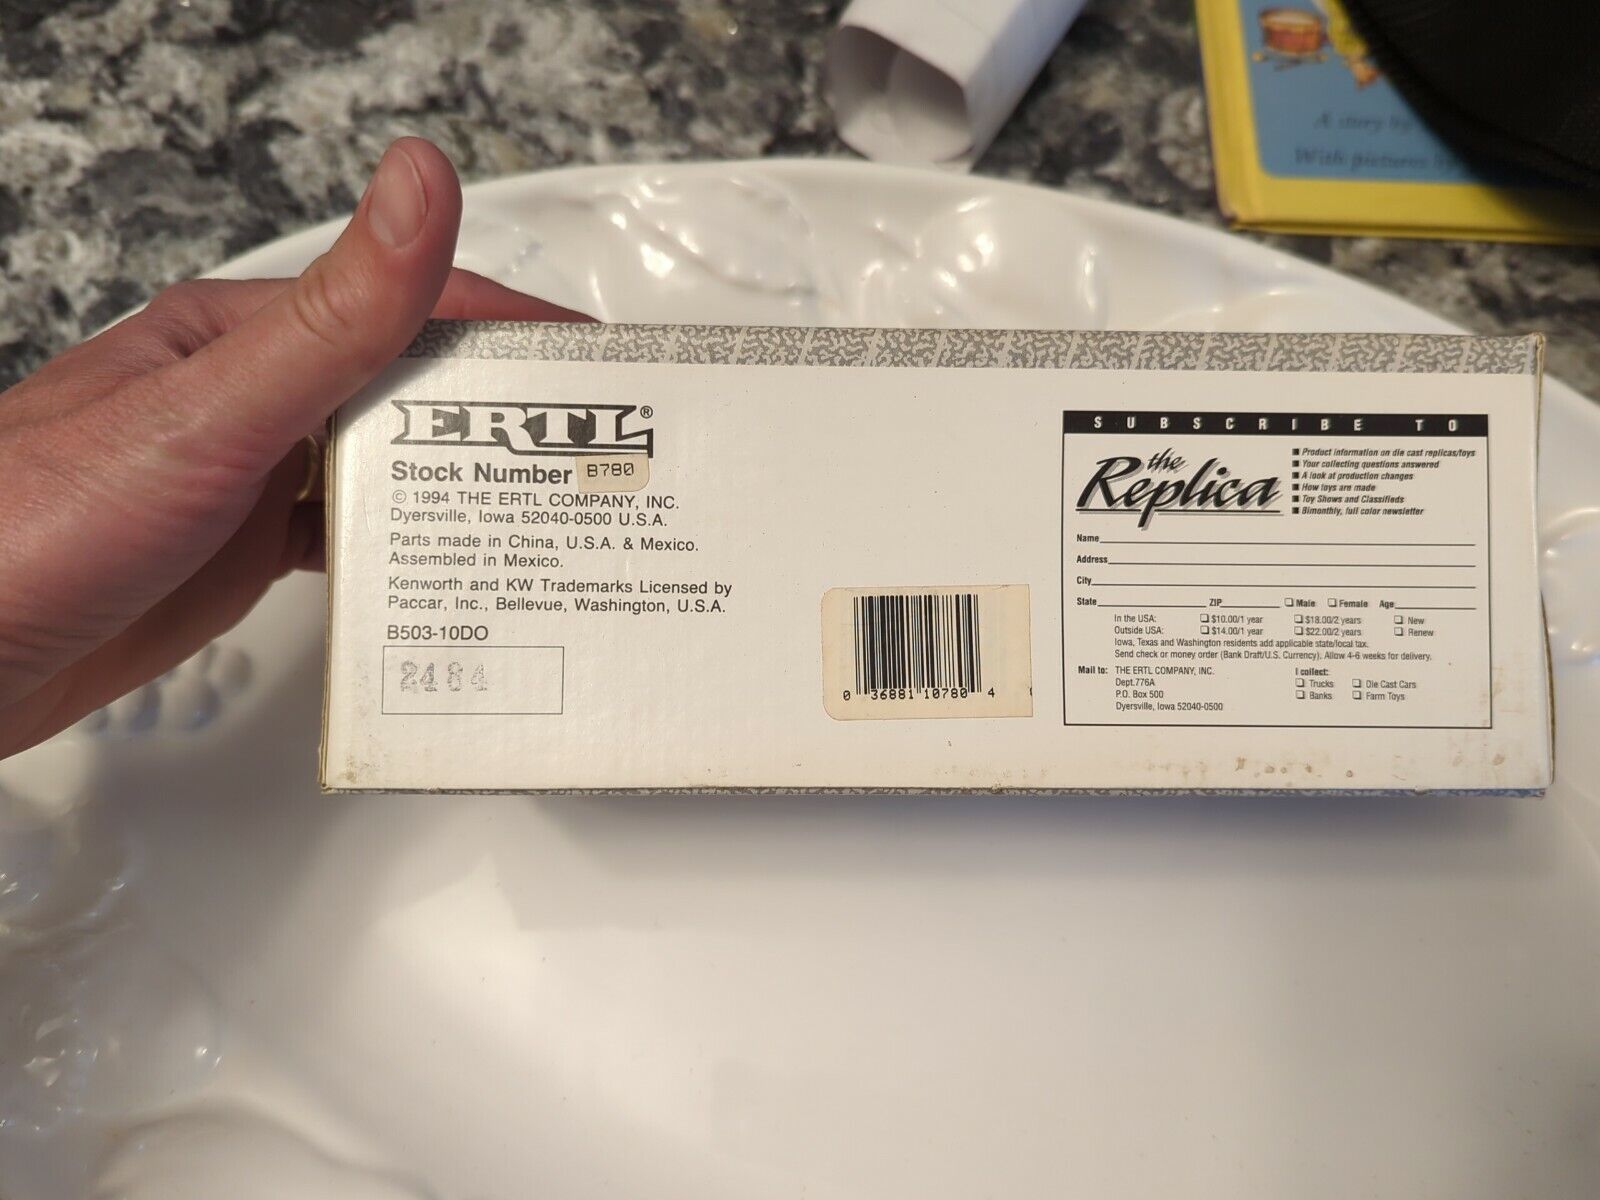 A story by
With pictures
ERTL®
Stock Number B780
© 1994 THE ERTL COMPANY, INC.
Dyersville, Iowa 52040-0500 U.S.A.
Parts made in China, U.S.A. & Mexico.
Assembled in Mexico.
Kenworth and KW Trademarks Licensed by
Paccar, Inc., Bellevue, Washington, U.S.A.
B503-10DO
2484
0 36881 10780 4
SUBSCRIBE TO
the Replica
■ Product information on die cast replicas/toys
■ Your collecting questions answered
■ A look at production changes
■ How toys are made
■ Toy Shows and Classifieds
■ Bimonthly, full color newsletter
Name
Address
City
State ZIP ❑ Male ❑ Female Age
In the USA: ❑ $10.00/1 year ❑ $18.00/2 years ❑ New
Outside USA: ❑ $14.00/1 year ❑ $22.00/2 years ❑ Renew
Iowa, Texas and Washington residents add applicable state/local tax.
Send check or money order (Bank Draft/U.S. Currency). Allow 4-6 weeks for delivery.
Mail to: THE ERTL COMPANY, INC.
Dept.776A
P.O. Box 500
Dyersville, Iowa 52040-0500
I collect:
❑ Trucks ❑ Die Cast Cars
❑ Banks ❑ Farm Toys